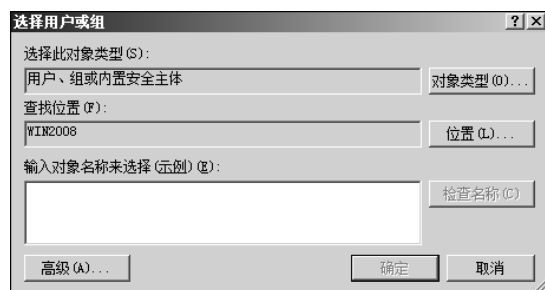 选择用户或组
选择此对象类型(S):
用户、组或内置安全主体
对象类型(O)...
查找位置(F):
WIN2008
位置(L)...
输入对象名称来选择(示例)(E):
检查名称(C)
高级(A)...
确定
取消